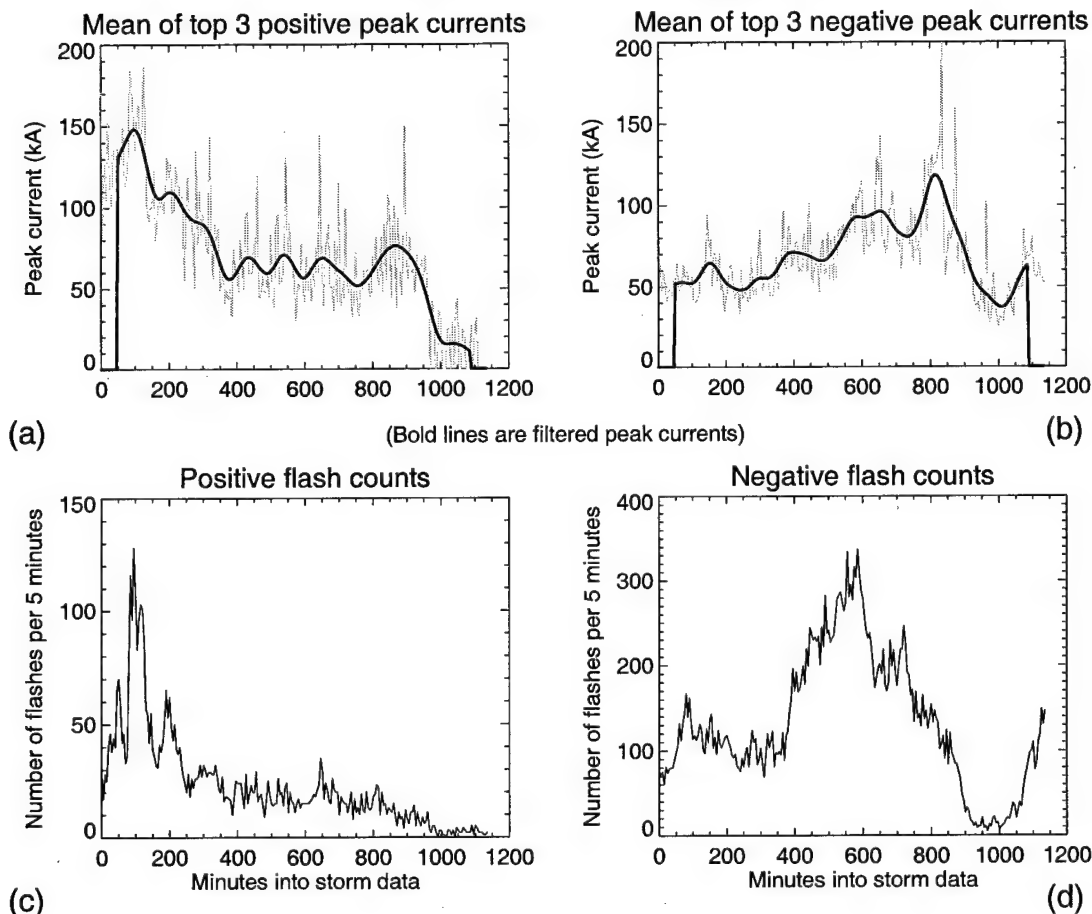 Mean of top 3 positive peak currents
Mean of top 3 negative peak currents
Peak current (kA)
200
150
100
50
0
0 200 400 600 800 1000 1200
Peak current (kA)
200
150
100
50
0
0 200 400 600 800 1000 1200
(a)
(Bold lines are filtered peak currents)
(b)
Positive flash counts
Negative flash counts
Number of flashes per 5 minutes
150
100
50
0
0 200 400 600 800 1000 1200
Minutes into storm data
Number of flashes per 5 minutes
400
300
200
100
0
0 200 400 600 800 1000 1200
Minutes into storm data
(c)
(d)